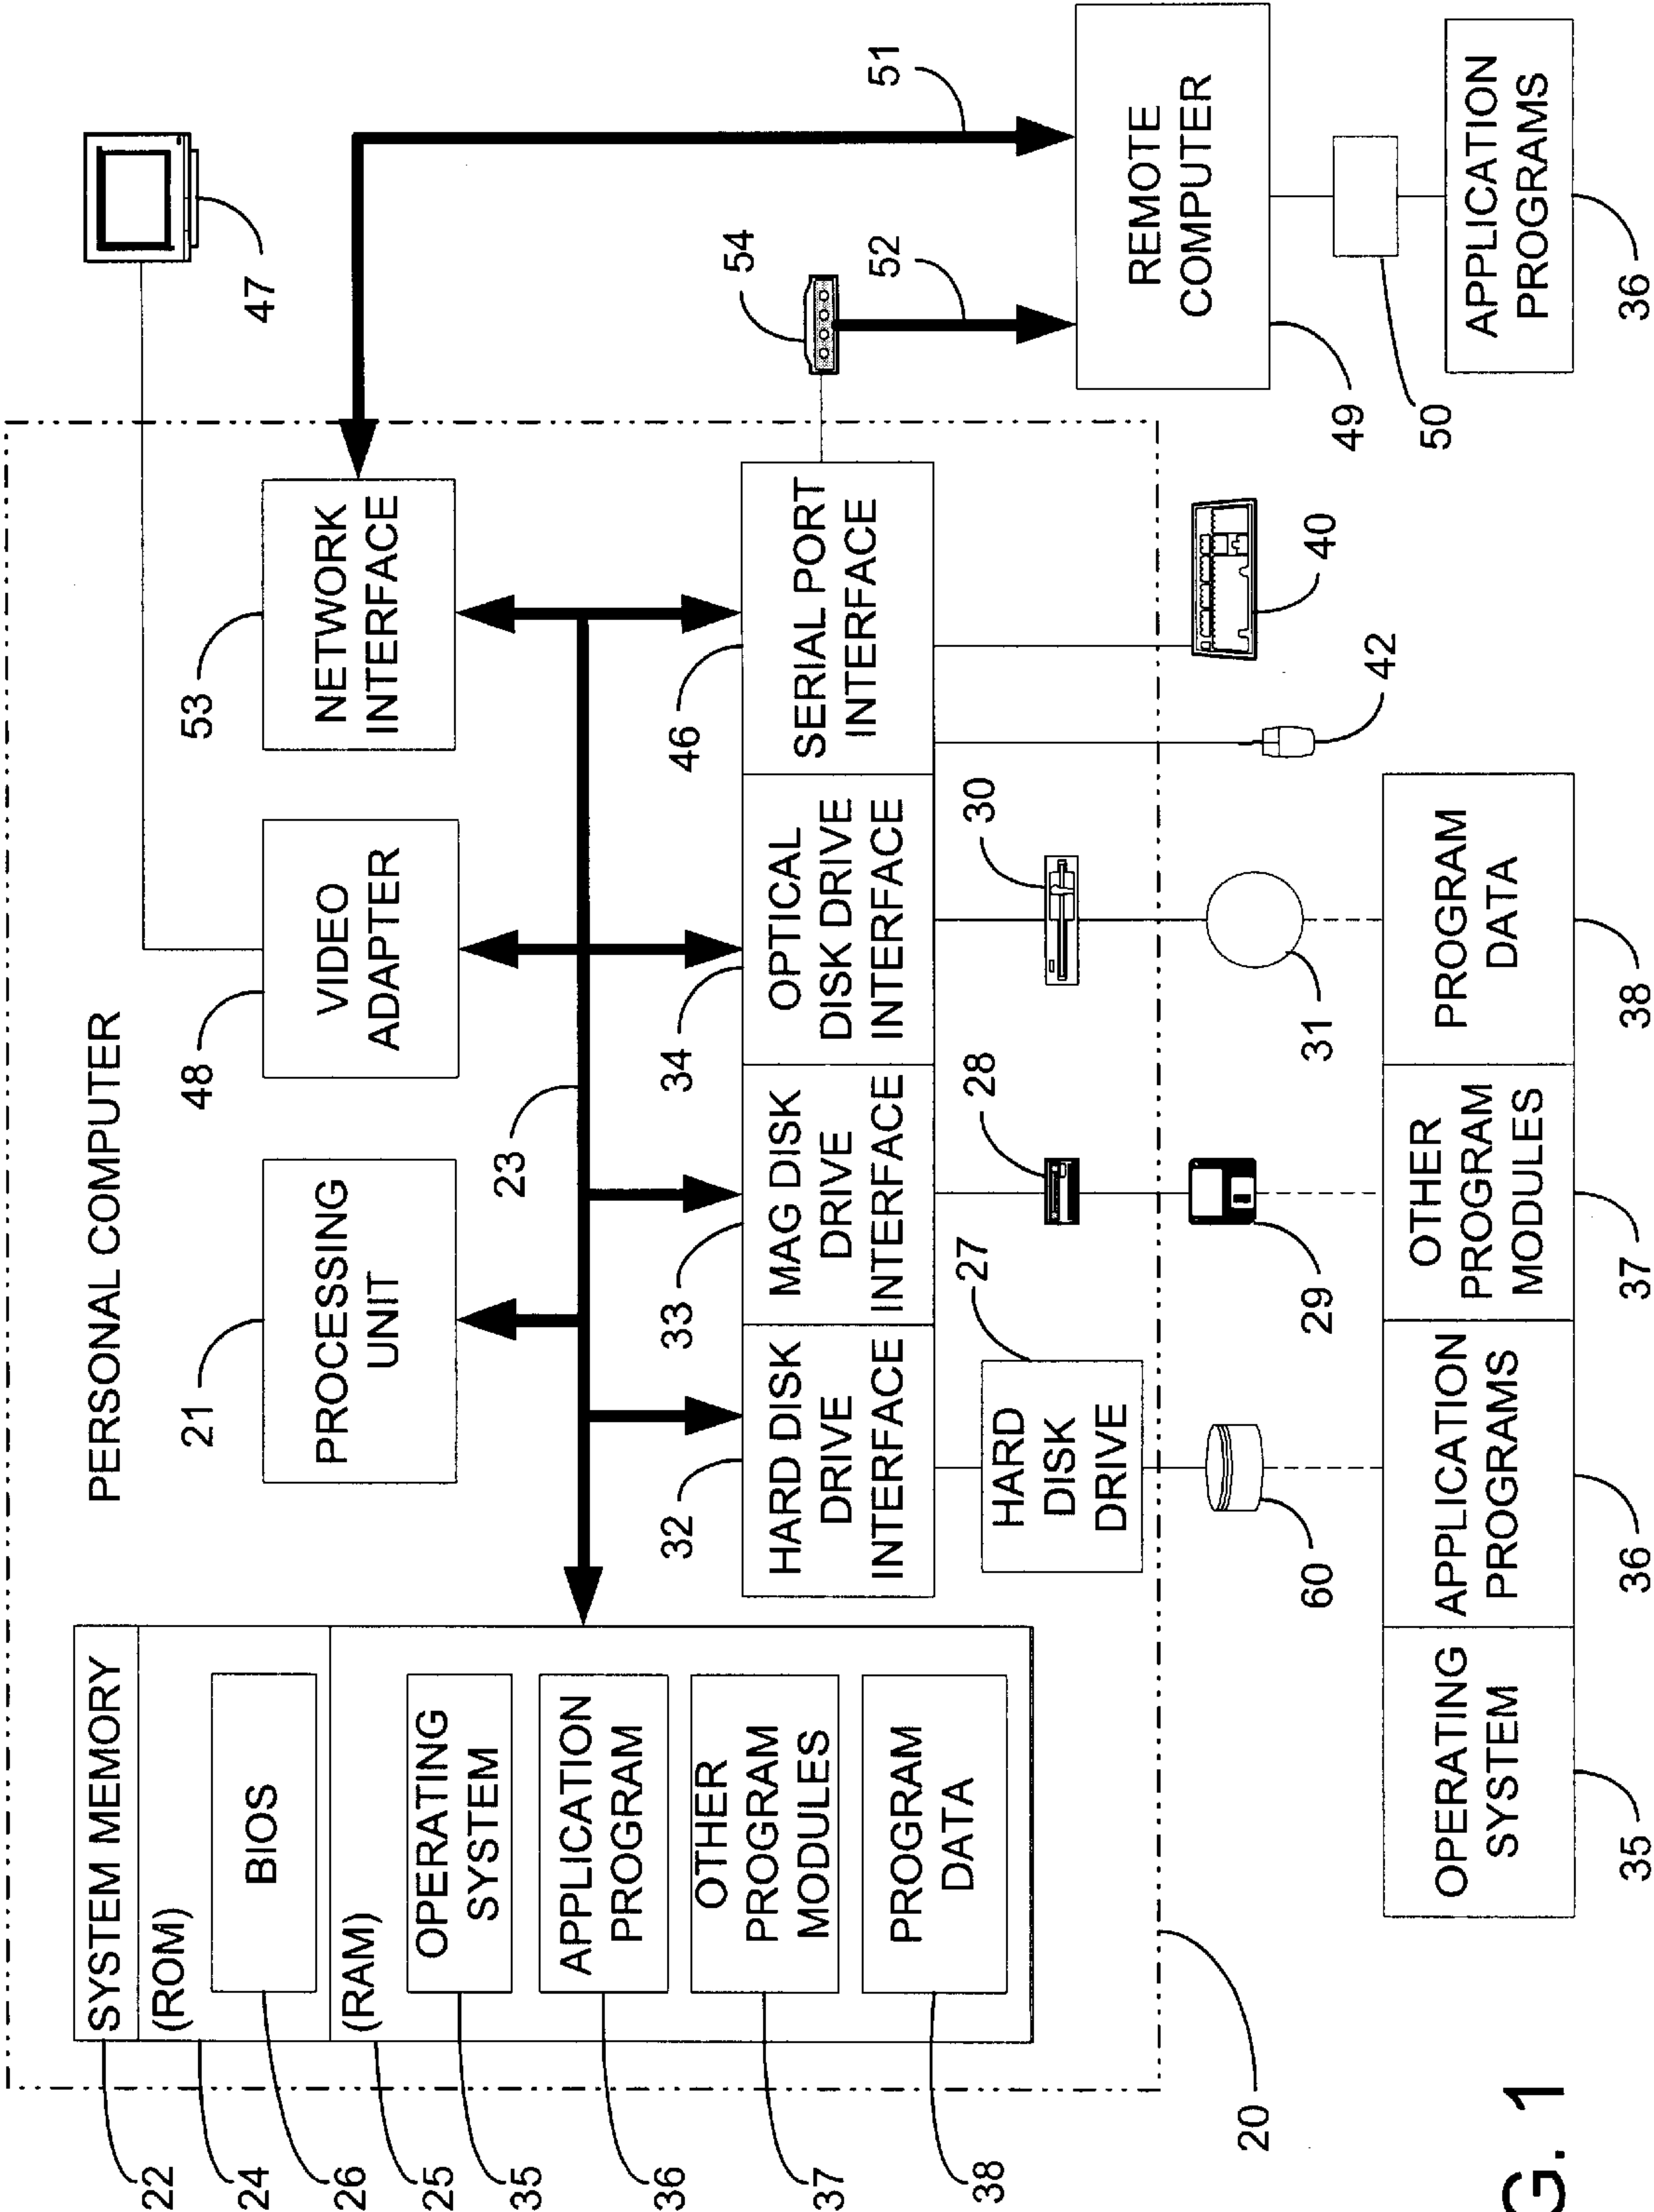 PERSONAL COMPUTER
22
SYSTEM MEMORY
24
(ROM)
26
BIOS
25
(RAM)
35
OPERATING
SYSTEM
36
APPLICATION
PROGRAM
37
OTHER
PROGRAM
MODULES
38
PROGRAM
DATA
21
PROCESSING
UNIT
48
VIDEO
ADAPTER
53
NETWORK
INTERFACE
47
23
32
HARD DISK
DRIVE
INTERFACE
33
MAG DISK
DRIVE
INTERFACE
34
OPTICAL
DISK DRIVE
INTERFACE
46
SERIAL PORT
INTERFACE
54
52
51
27
HARD
DISK
DRIVE
28
30
60
29
31
42
40
REMOTE
COMPUTER
49
50
APPLICATION
PROGRAMS
36
OPERATING
SYSTEM
35
APPLICATION
PROGRAMS
36
OTHER
PROGRAM
MODULES
37
PROGRAM
DATA
38
20
G. 1